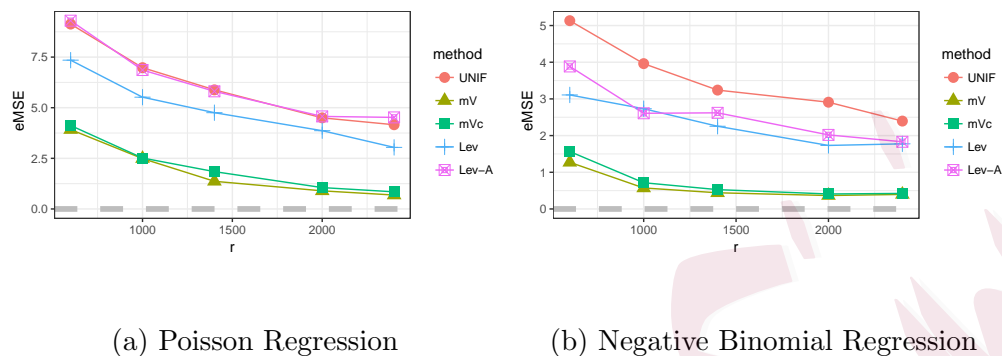 eMSE
7.5
5.0
2.5
0.0
1000
1500
2000
r
method
UNIF
mV
mVc
Lev
Lev-A
(a) Poisson Regression
eMSE
5
4
3
2
1
0
1000
1500
2000
r
method
UNIF
mV
mVc
Lev
Lev-A
(b) Negative Binomial Regression